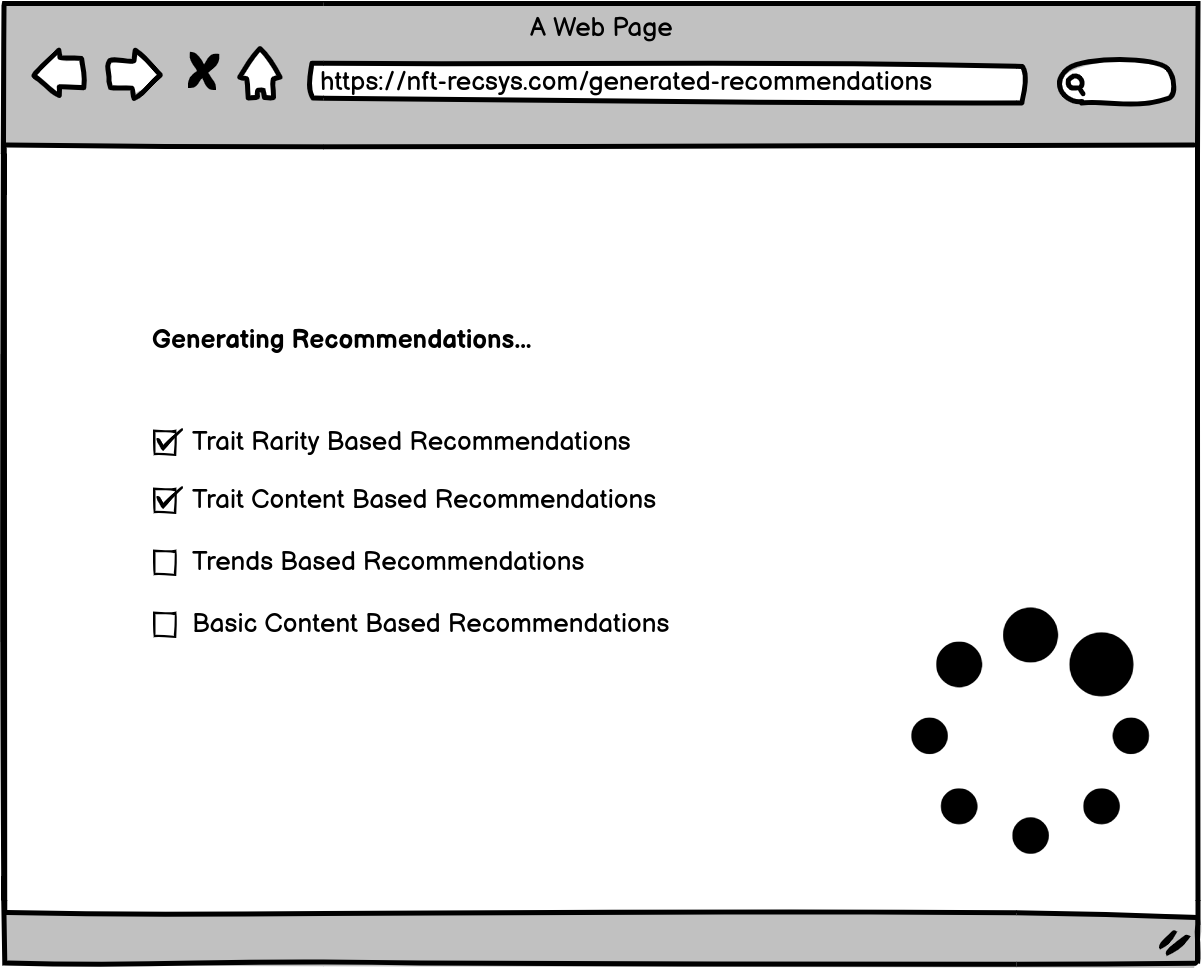 A Web Page
https://nft-recsys.com/generated-recommendations
Generating Recommendations...
Trait Rarity Based Recommendations
Trait Content Based Recommendations
Trends Based Recommendations
Basic Content Based Recommendations